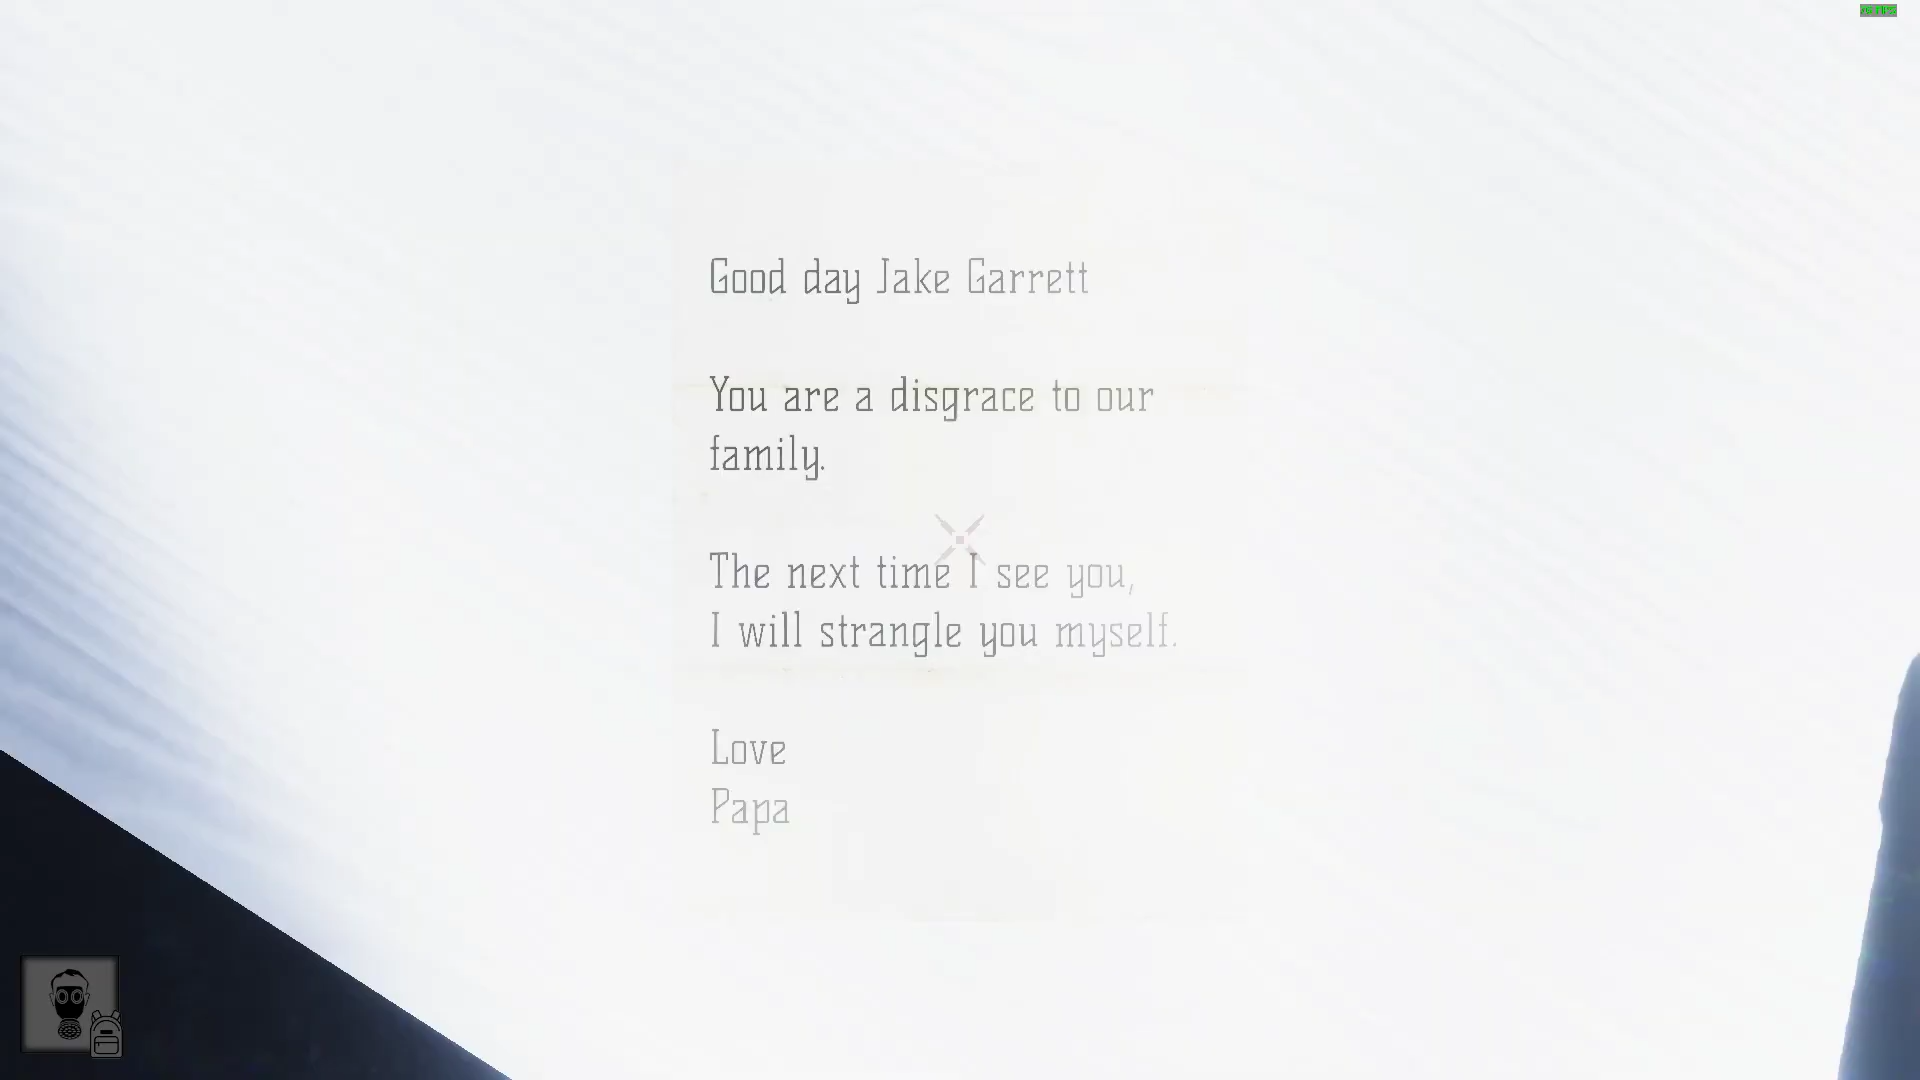 Good day Jake Garrett
You are a disgrace to our
family.
The next time I see you,
I will strangle you myself.
Love
Papa